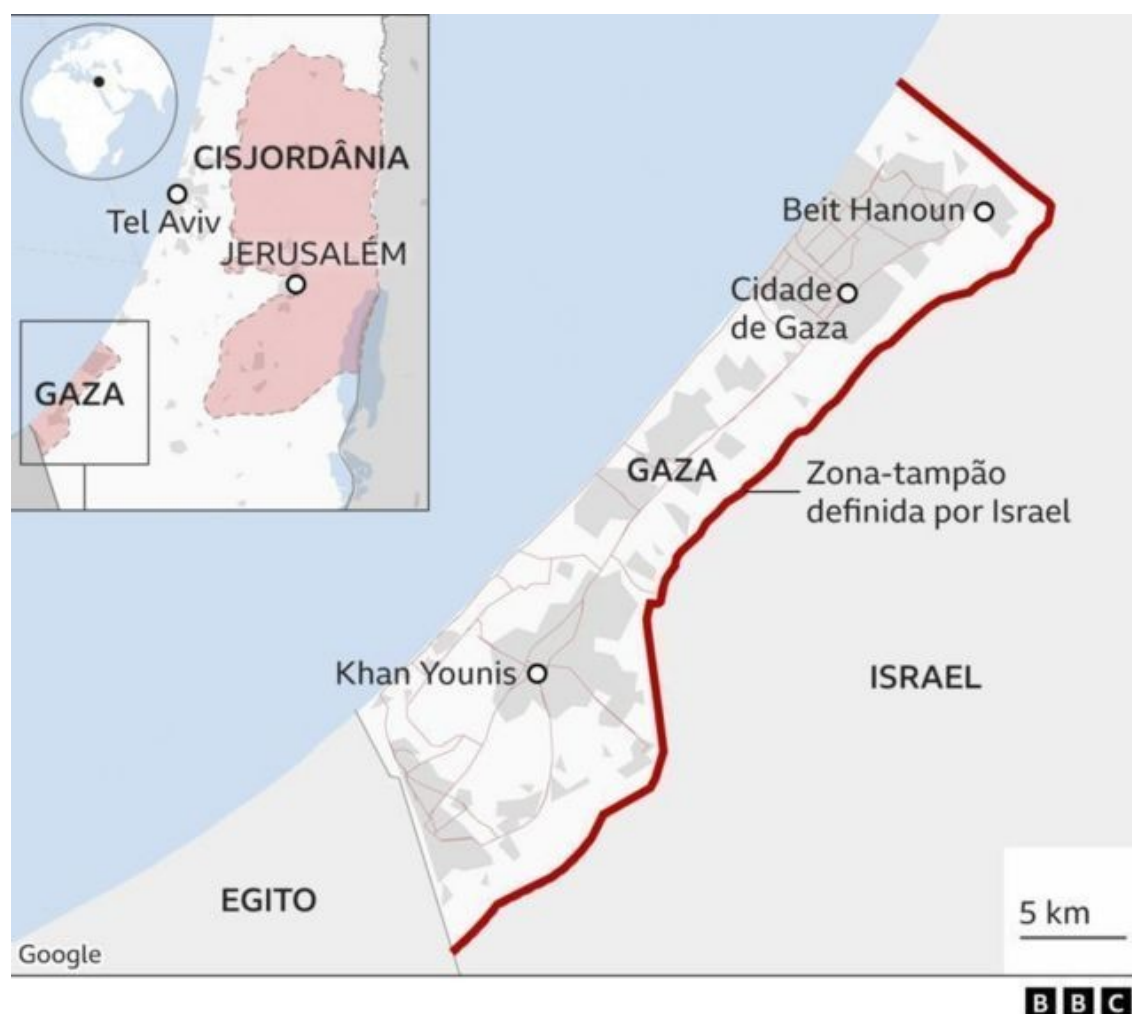 CISJORDÂNIA
Tel Aviv
JERUSALÉM
GAZA
Beit Hanoun
Cidade
de Gaza
GAZA
Zona-tampão
definida por Israel
Khan Younis
ISRAEL
EGITO
5 km
Google
BBC